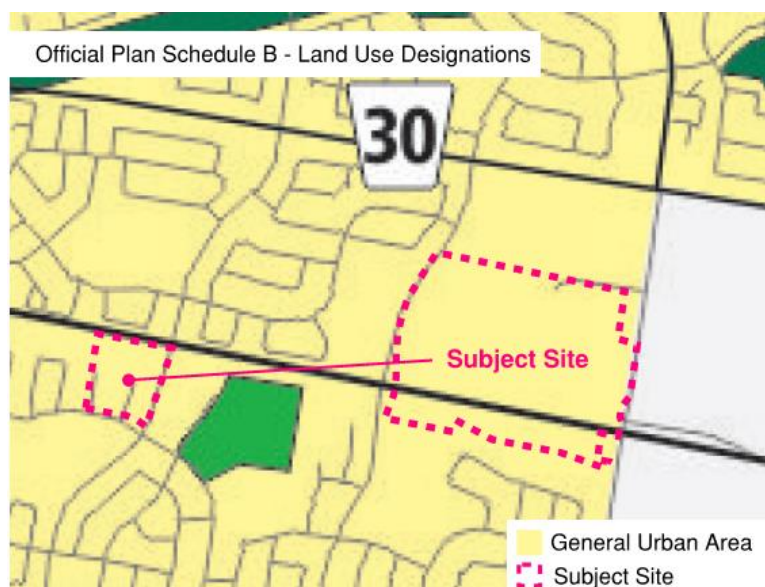 Official Plan Schedule B - Land Use Designations
30
Subject Site
General Urban Area
Subject Site